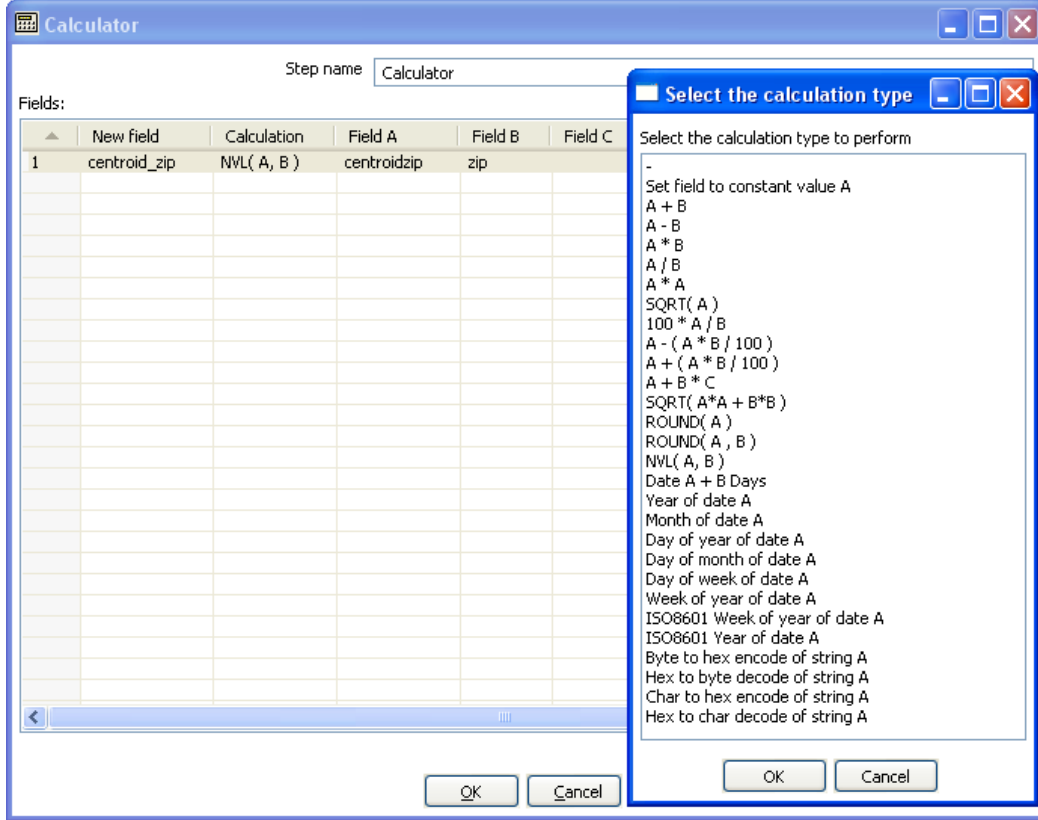 Calculator
Step name Calculator
Fields:
New field Calculation Field A Field B Field C
1 centroid_zip NVL( A, B ) centroidzip zip
OK Cancel
Select the calculation type
Select the calculation type to perform
-
Set field to constant value A
A + B
A - B
A * B
A / B
A * A
SQRT( A )
100 * A / B
A - ( A * B / 100 )
A + ( A * B / 100 )
A + B * C
SQRT( A*A + B*B )
ROUND( A )
ROUND( A , B )
NVL( A, B )
Date A + B Days
Year of date A
Month of date A
Day of year of date A
Day of month of date A
Day of week of date A
Week of year of date A
ISO8601 Week of year of date A
ISO8601 Year of date A
Byte to hex encode of string A
Hex to byte decode of string A
Char to hex encode of string A
Hex to char decode of string A
OK Cancel